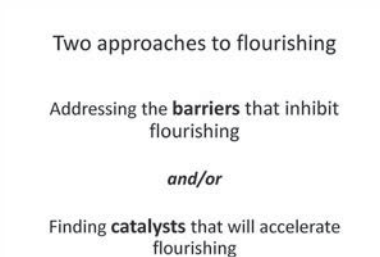 Two approaches to flourishing
Addressing the barriers that inhibit
flourishing
and/or
Finding catalysts that will accelerate
flourishing